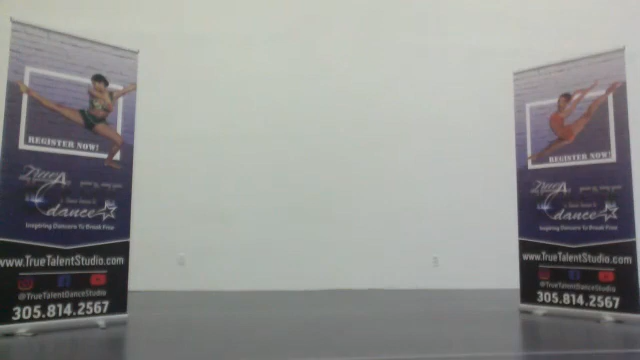 REGISTER NOW!
dance
Inspiring Dancers To Break Free
www.TrueTalentStudio.com
@TrueTalentDanceStudio
305.814.2567
REGISTER NOW!
dance
Inspiring Dancers To Break Free
www.TrueTalentStudio.com
@TrueTalentDanceStudio
305.814.2567